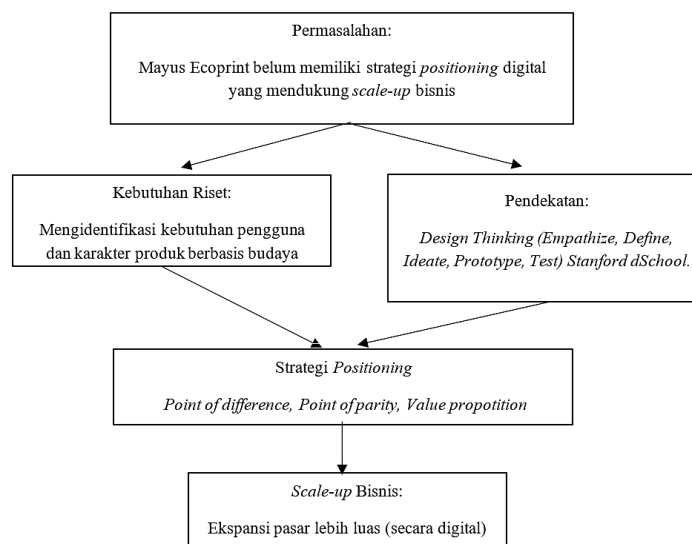 Permasalahan:
Mayus Ecoprint belum memiliki strategi positioning digital
yang mendukung scale-up bisnis
Kebutuhan Riset:
Mengidentifikasi kebutuhan pengguna
dan karakter produk berbasis budaya
Pendekatan:
Design Thinking (Empathize, Define,
Ideate, Prototype, Test) Stanford dSchool.
Strategi Positioning
Point of difference, Point of parity, Value propotition
Scale-up Bisnis:
Ekspansi pasar lebih luas (secara digital)